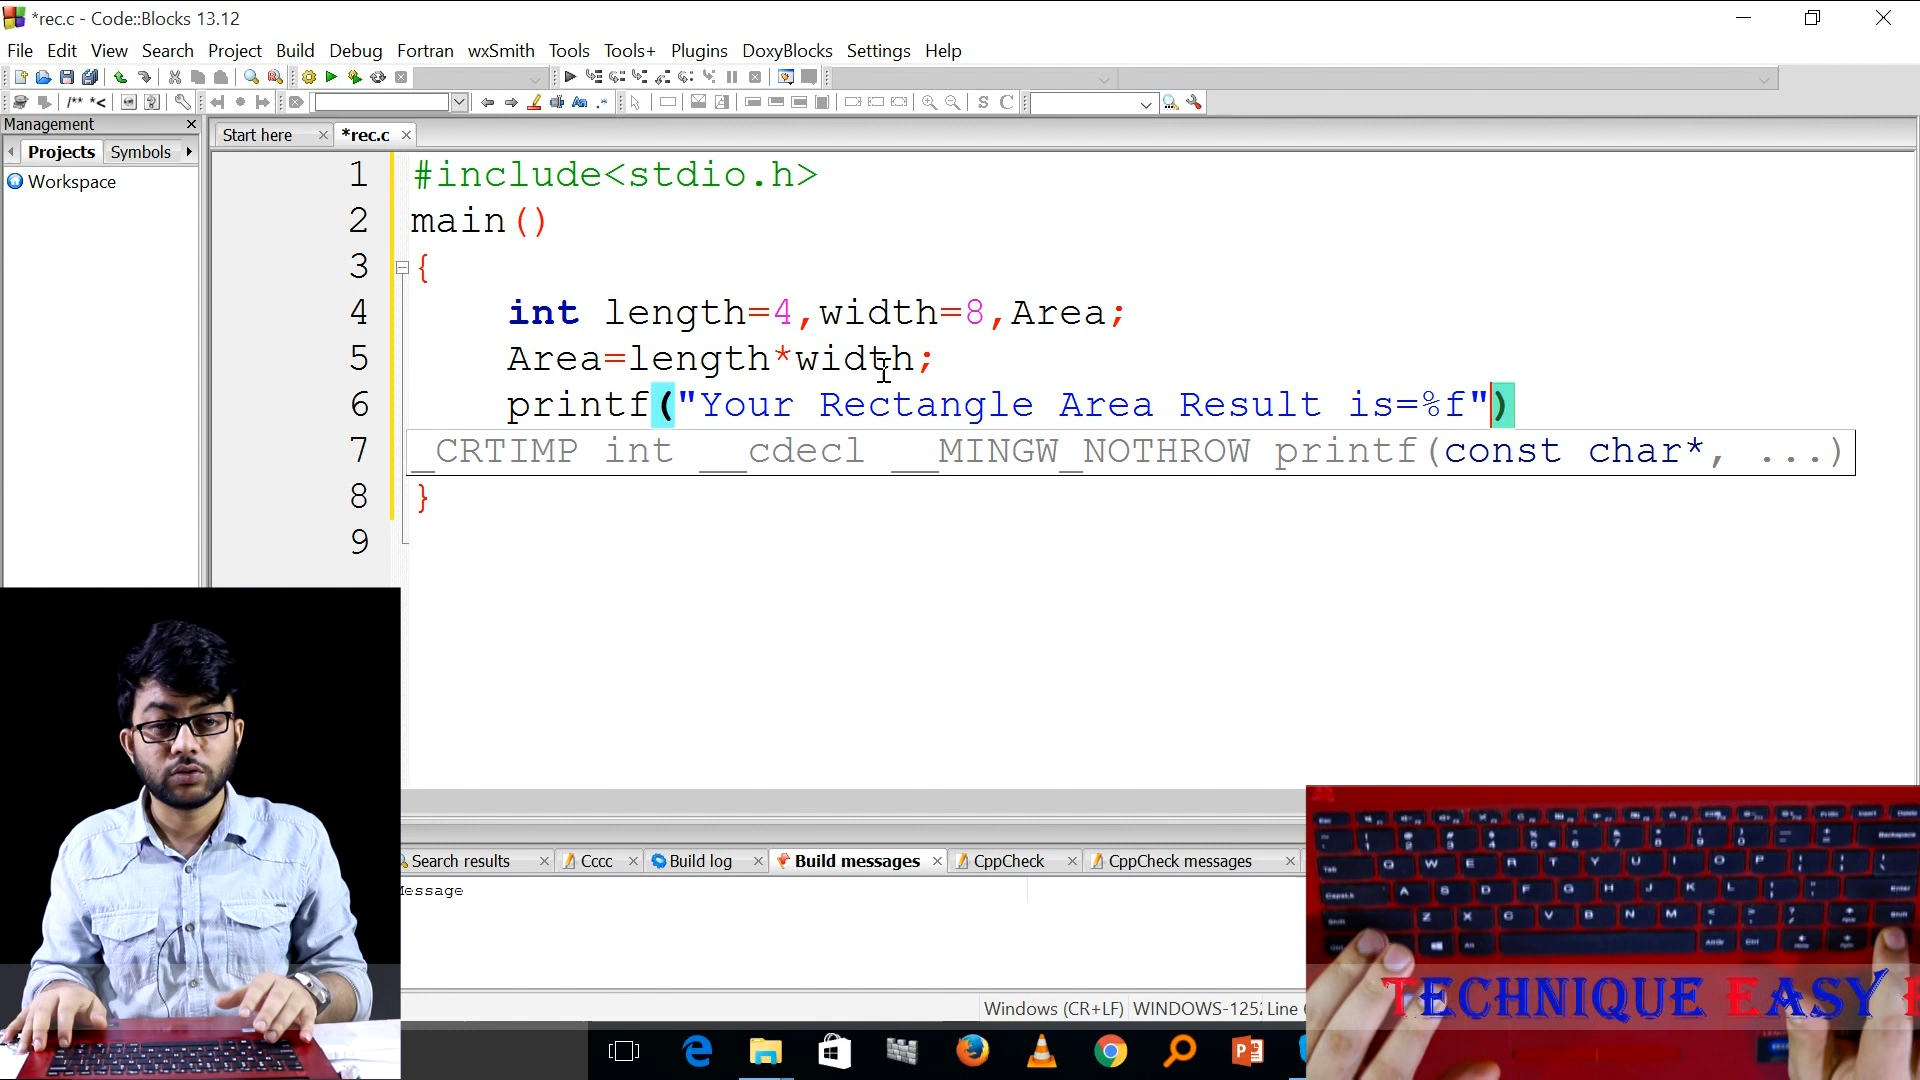 *rec.c - Code::Blocks 13.12
File Edit View Search Project Build Debug Fortran wxSmith Tools Tools+ Plugins DoxyBlocks Settings Help
/** *<
S C
Management
Projects Symbols
Workspace
Start here *rec.c
1 #include<stdio.h>
2 main()
3 {
4 int length=4,width=8,Area;
5 Area=length*width;
6 printf("Your Rectangle Area Result is=%f")
7 _CRTIMP int __cdecl __MINGW_NOTHROW printf(const char*, ...)
8 }
9
Search results Cccc Build log Build messages CppCheck CppCheck messages
Message
Windows (CR+LF) WINDOWS-1252 Line
Q W E R T Y U I O P
A S D F G H J K L
Z X C V B N M
TECHNIQUE EASY